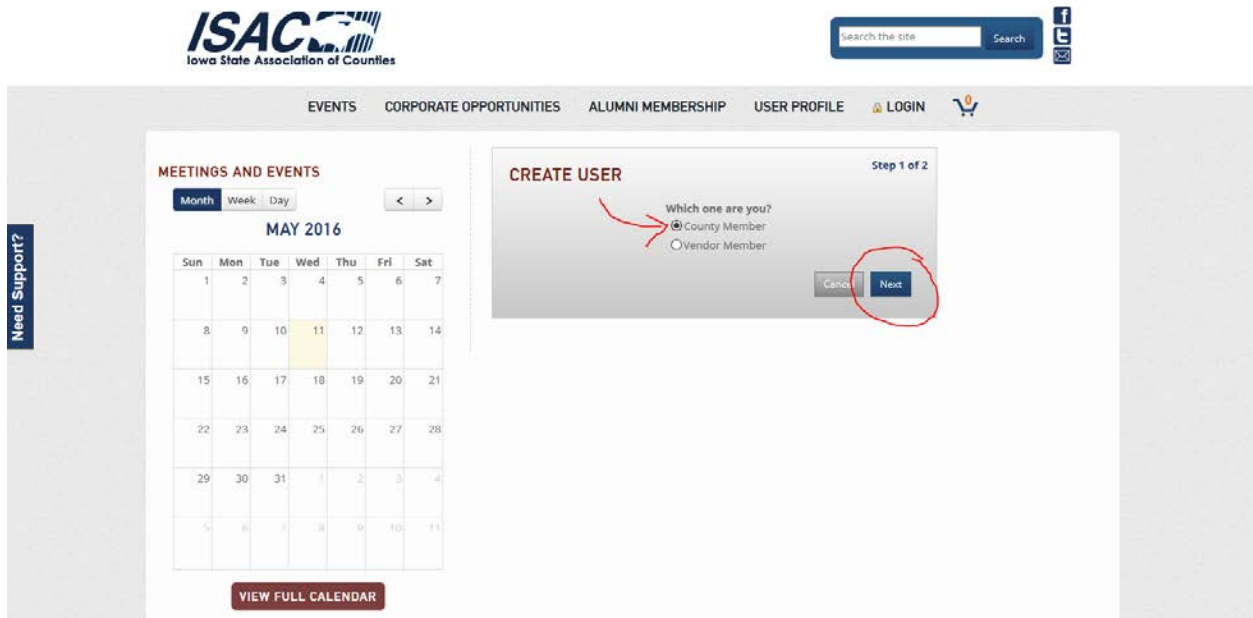 ISAC
Iowa State Association of Counties
Search the site
Search
EVENTS CORPORATE OPPORTUNITIES ALUMNI MEMBERSHIP USER PROFILE LOGIN 0
Need Support?
MEETINGS AND EVENTS
Month Week Day < >
MAY 2016
Sun Mon Tue Wed Thu Fri Sat
1 2 3 4 5 6 7
8 9 10 11 12 13 14
15 16 17 18 19 20 21
22 23 24 25 26 27 28
29 30 31 1 2 3 4
5 6 7 8 9 10 11
VIEW FULL CALENDAR
CREATE USER
Step 1 of 2
Which one are you?
County Member
Vendor Member
Cancel Next